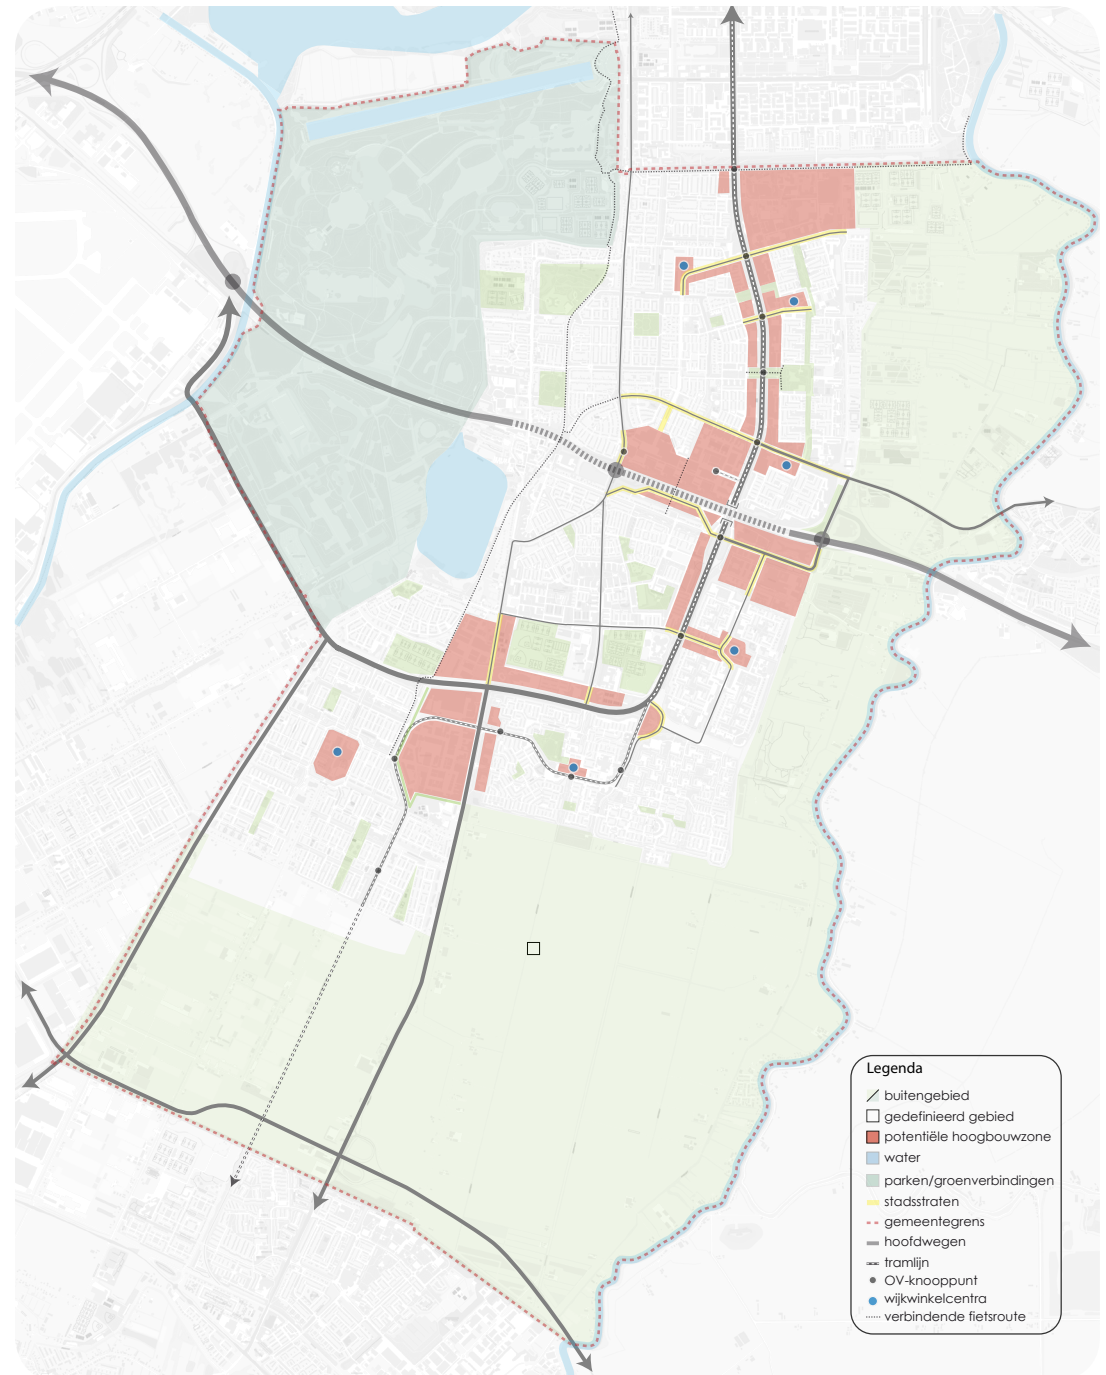 Legenda
buitengebied
gedefinieerd gebied
potentiële hoogbouwzone
water
parken/groenverbindingen
stadsstraten
gemeentegrens
hoofdwegen
tramlijn
OV-knooppunt
wijkwinkelcentra
verbindende fietsroute